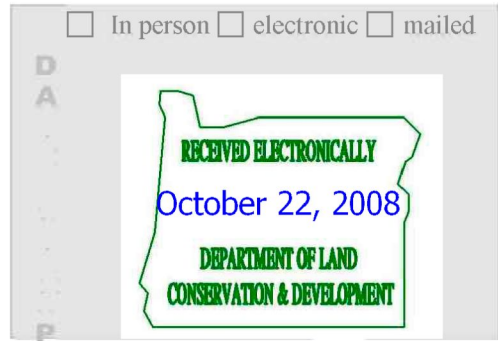 ☐ In person ☐ electronic ☐ mailed
D
A
RECEIVED ELECTRONICALLY
October 22, 2008
DEPARTMENT OF LAND
CONSERVATION & DEVELOPMENT
P